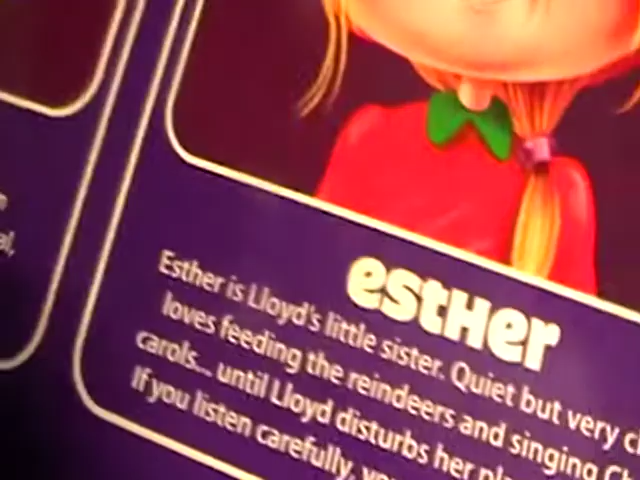 al,
estHer
Esther is Lloyd's little sister. Quiet but very
loves feeding the reindeers and singing
carols... until Lloyd disturbs her
If you listen carefully,